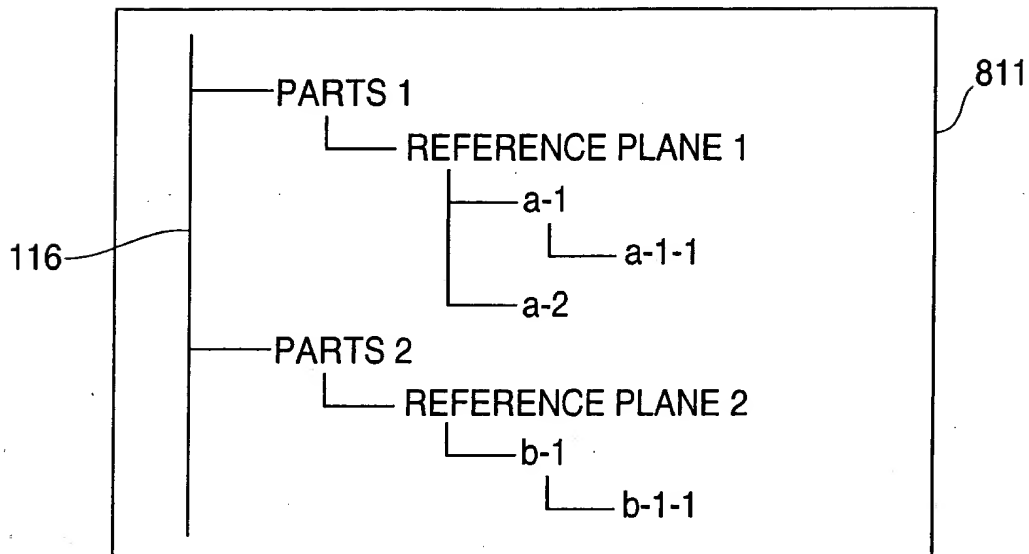 811
PARTS 1
REFERENCE PLANE 1
a-1
116
a-1-1
a-2
PARTS 2
REFERENCE PLANE 2
b-1
b-1-1